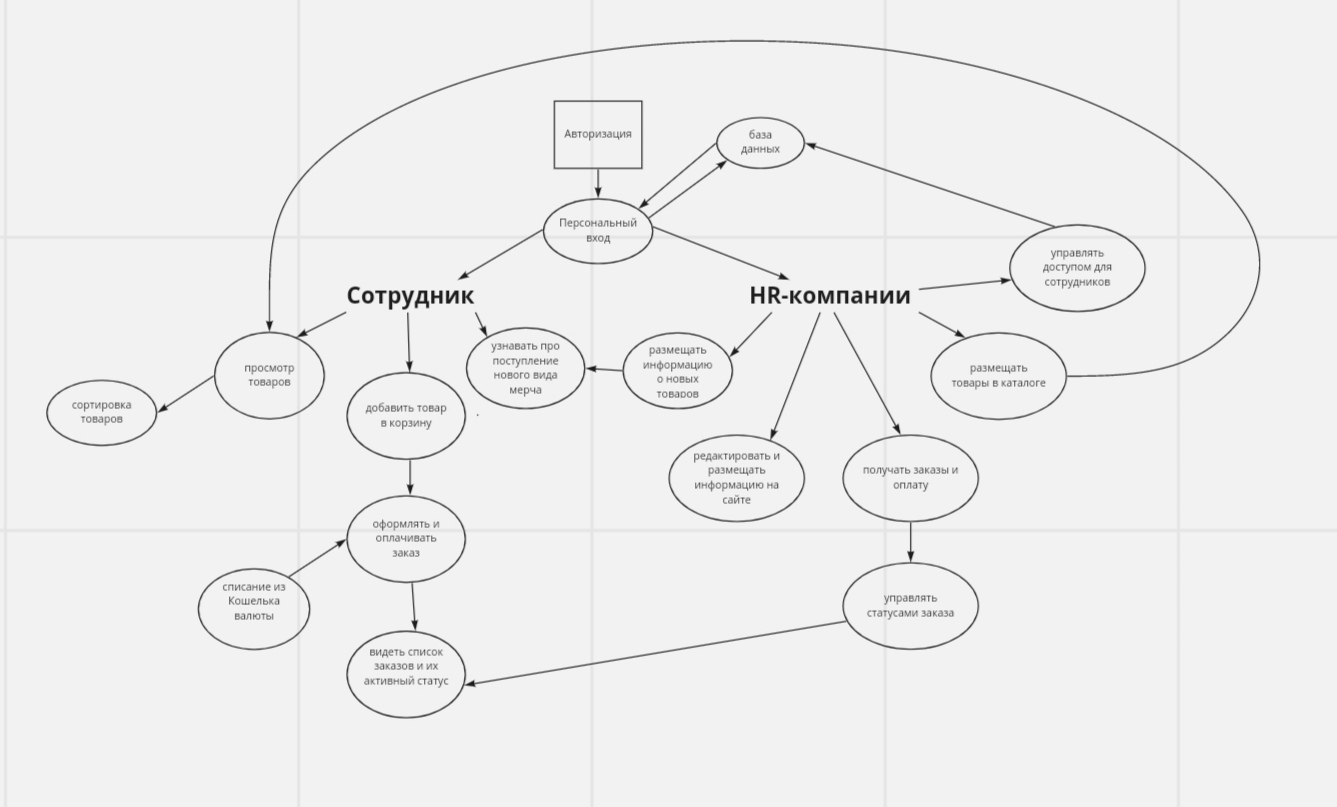 Авторизация
база
данных
Персональный
вход
управлять
доступом для
сотрудников
Сотрудник
HR-компании
просмотр
товаров
сортировка
товаров
добавить товар
в корзину
узнавать про
поступление
нового вида
мерча
размещать
информацию
о новых
товаров
размещать
товары в каталоге
редактировать и
размещать
информацию на
сайте
получать заказы и
оплату
оформлять и
оплачивать
заказ
списание из
Кошелька
валюты
управлять
статусами заказа
видеть список
заказов и их
активный статус